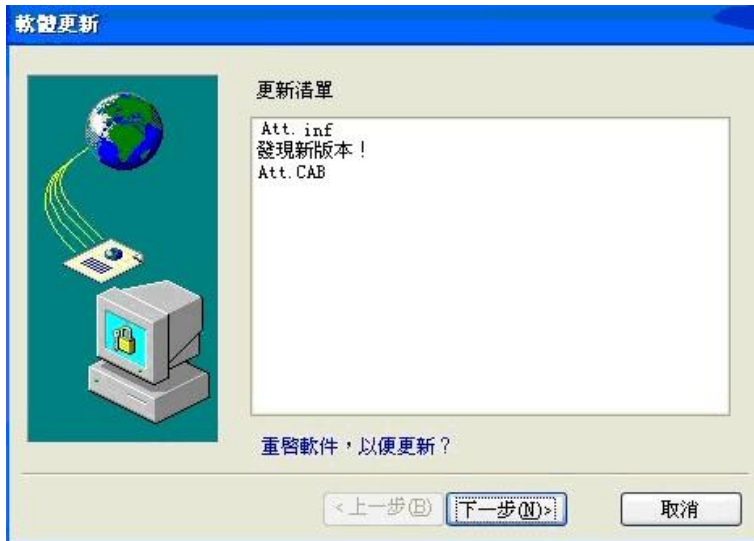 軟體更新
更新清單
Att. inf
發現新版本！
Att.CAB
重啓軟件，以便更新？
<上一步(B)
下一步(N)>
取消